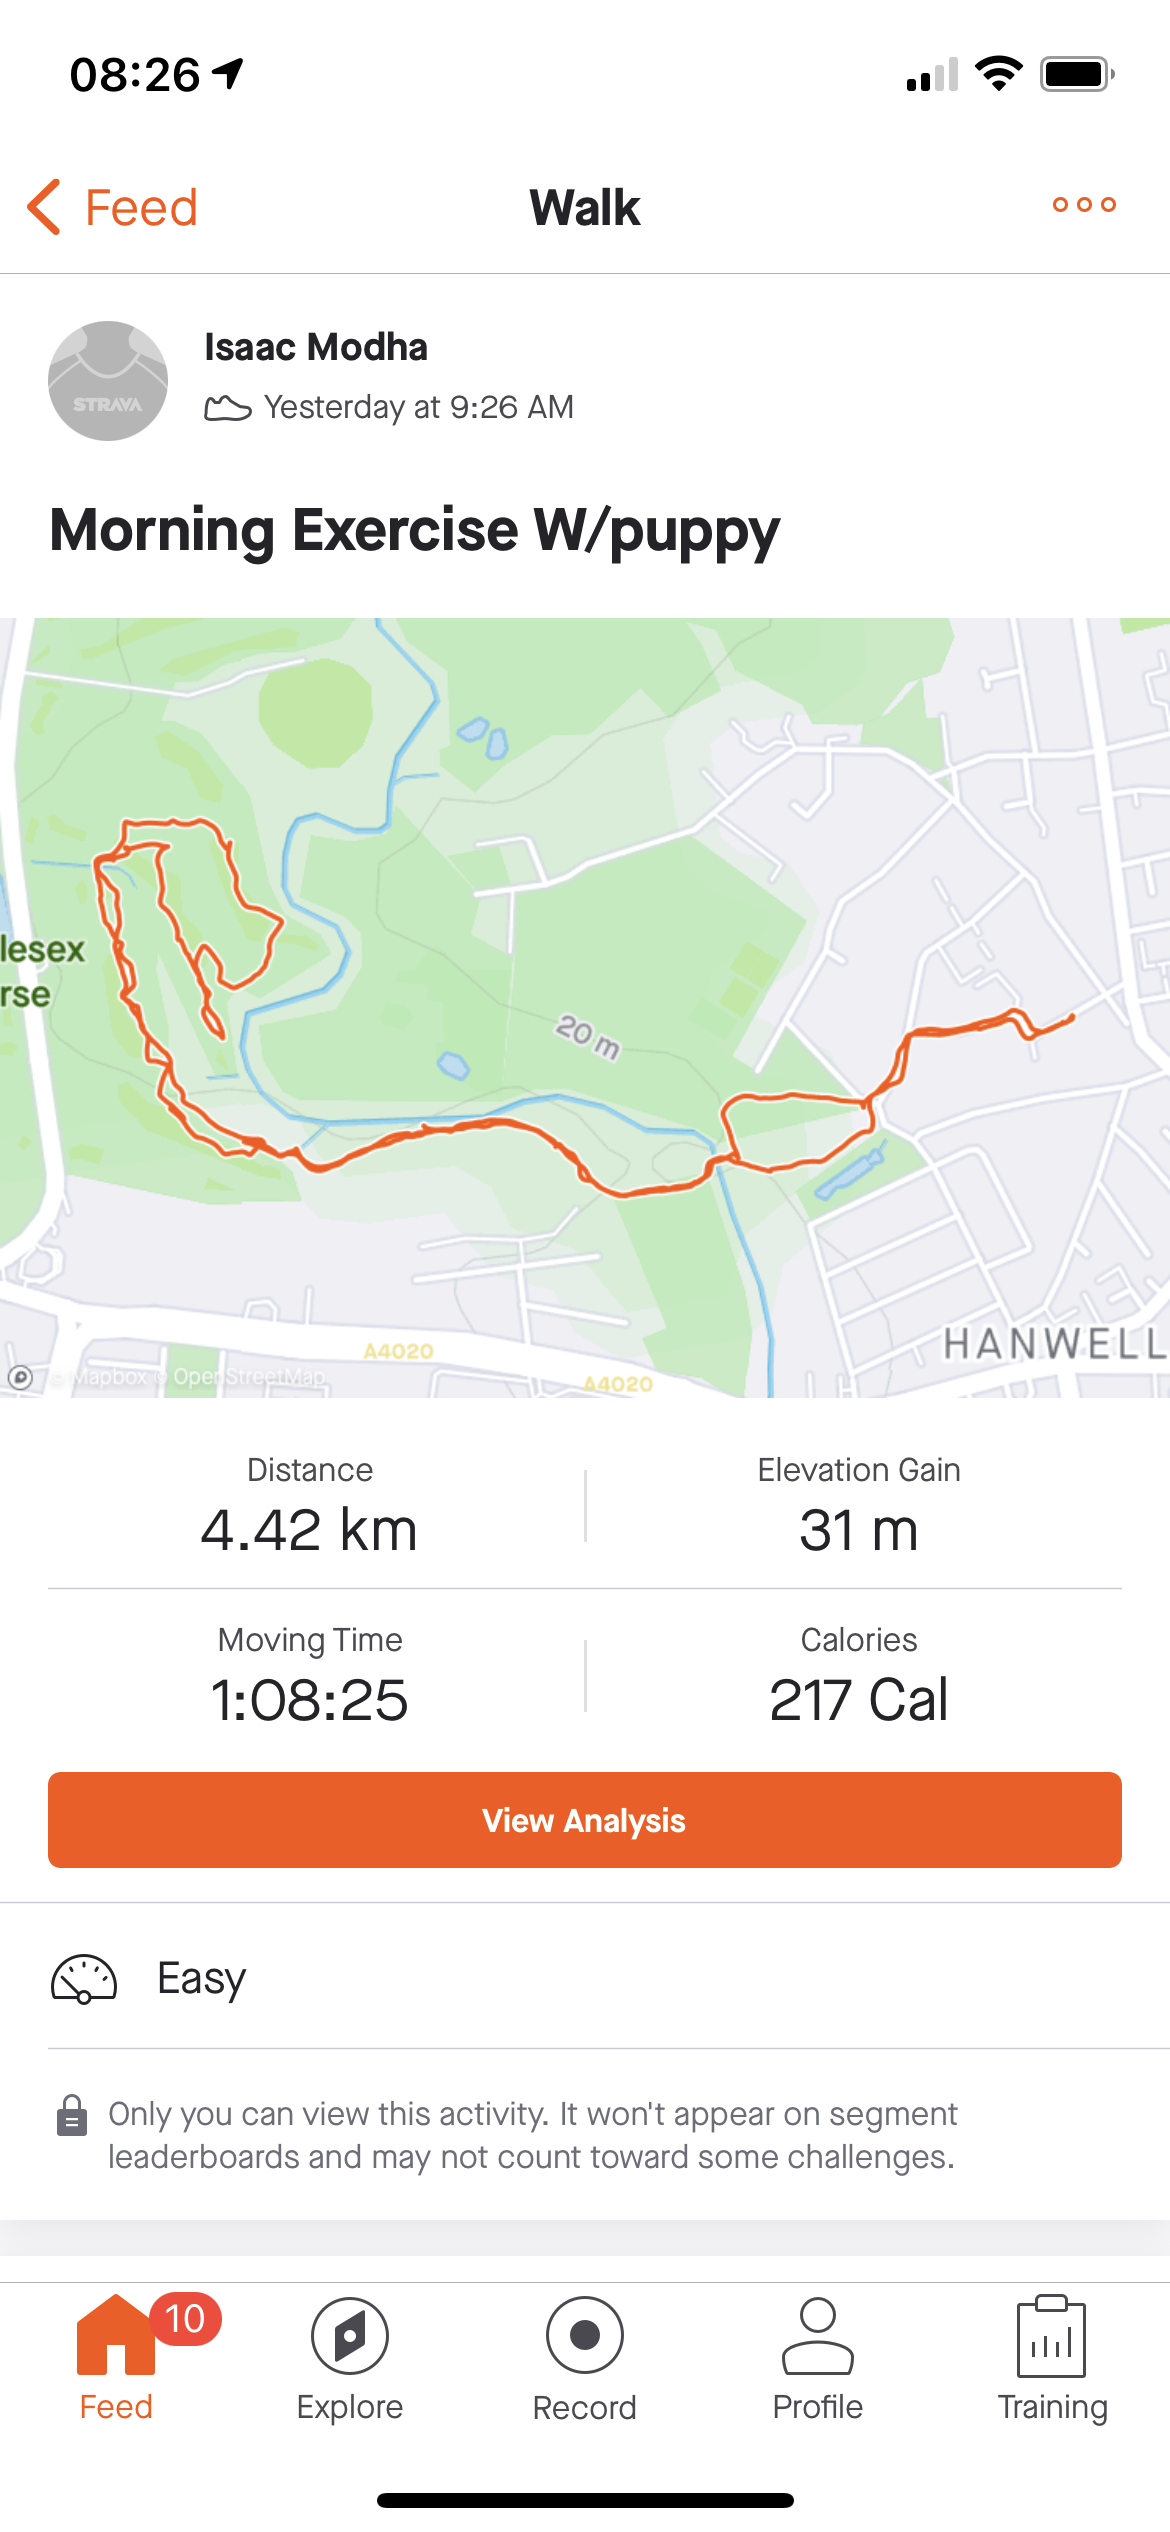 08:26
Feed
Walk
Isaac Modha
STRAVA
Yesterday at 9:26 AM
Morning Exercise W/puppy
lesex
rse
20 m
HANWELL
A4020
A4020
© Mapbox © OpenStreetMap
Distance
4.42 km
Elevation Gain
31 m
Moving Time
1:08:25
Calories
217 Cal
View Analysis
Easy
Only you can view this activity. It won't appear on segment
leaderboards and may not count toward some challenges.
10
Feed
Explore
Record
Profile
Training